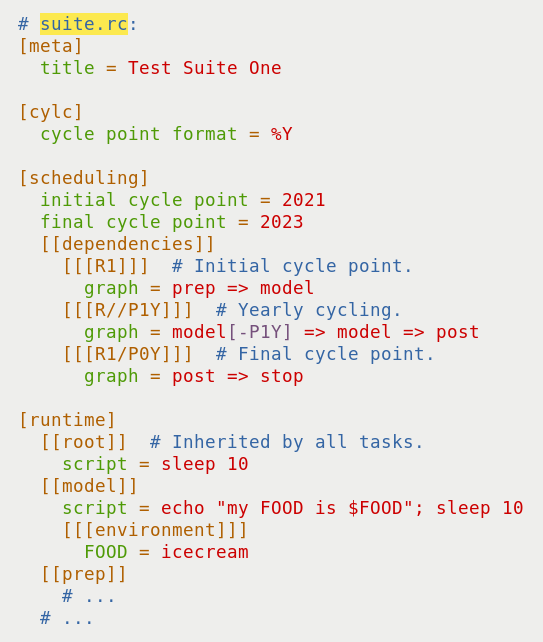 # suite.rc:
[meta]
  title = Test Suite One

[cylc]
  cycle point format = %Y

[scheduling]
  initial cycle point = 2021
  final cycle point = 2023
  [[dependencies]]
    [[[R1]]]  # Initial cycle point.
      graph = prep => model
    [[[R//P1Y]]]  # Yearly cycling.
      graph = model[-P1Y] => model => post
    [[[R1/P0Y]]]  # Final cycle point.
      graph = post => stop

[runtime]
  [[root]]  # Inherited by all tasks.
    script = sleep 10
  [[model]]
    script = echo "my FOOD is $FOOD"; sleep 10
    [[[environment]]]
      FOOD = icecream
  [[prep]]
    # ...
  # ...